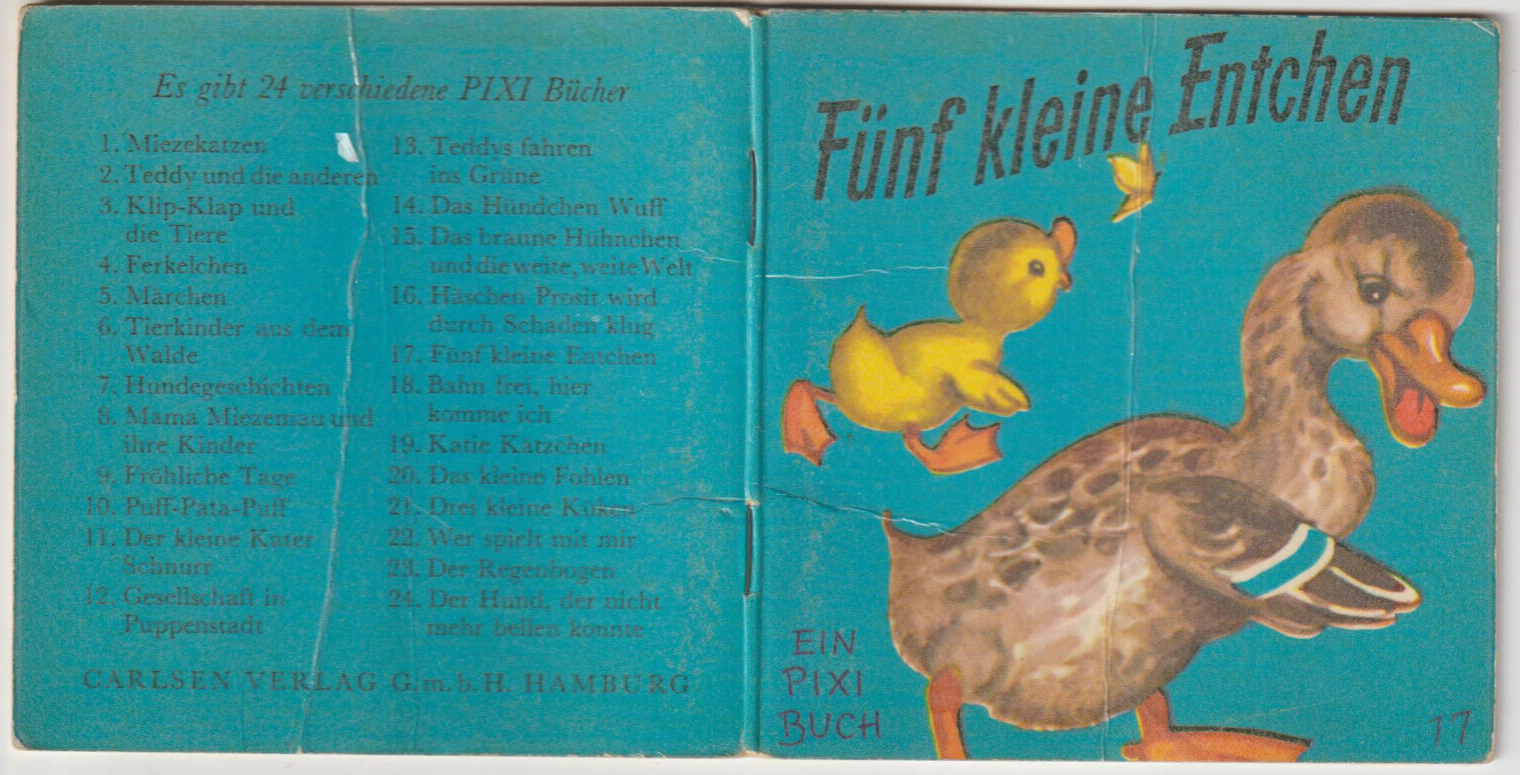 Es gibt 24 verschiedene PIXI Bücher
1. Miezekatzen
2. Teddy und die anderen
3. Klip-Klap und
die Tiere
4. Ferkelchen
5. Märchen
6. Tierkinder aus dem
Walde
7. Hundegeschichten
8. Mama Miezemau und
ihre Kinder
9. Fröhliche Tage
10. Puff-Pata-Puff
11. Der kleine Kater
Schnurr
12. Gesellschaft in
Puppenstadt
13. Teddys fahren
ins Grüne
14. Das Hündchen Wuff
15. Das braune Hühnchen
und die weite, weite Welt
16. Häschen Prosit wird
durch Schaden klug
17. Fünf kleine Entchen
18. Bahn frei, hier
komme ich
19. Katie Kätzchen
20. Das kleine Fohlen
21. Drei kleine Küken
22. Wer spielt mit mir
23. Der Regenbogen
24. Der Hund, der nicht
mehr bellen konnte
CARLSEN VERLAG G.m.b.H. HAMBURG
Fünf kleine Entchen
EIN
PIXI
BUCH
17